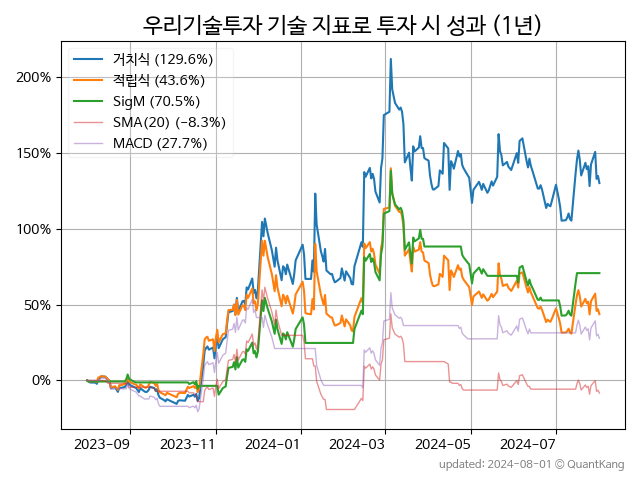 우리기술투자 기술 지표로 투자 시 성과 (1년)
거치식 (129.6%)
적립식 (43.6%)
SigM (70.5%)
SMA(20) (-8.3%)
MACD (27.7%)
200%
150%
100%
50%
0%
2023-09 2023-11 2024-01 2024-03 2024-05 2024-07
updated: 2024-08-01 © QuantKang